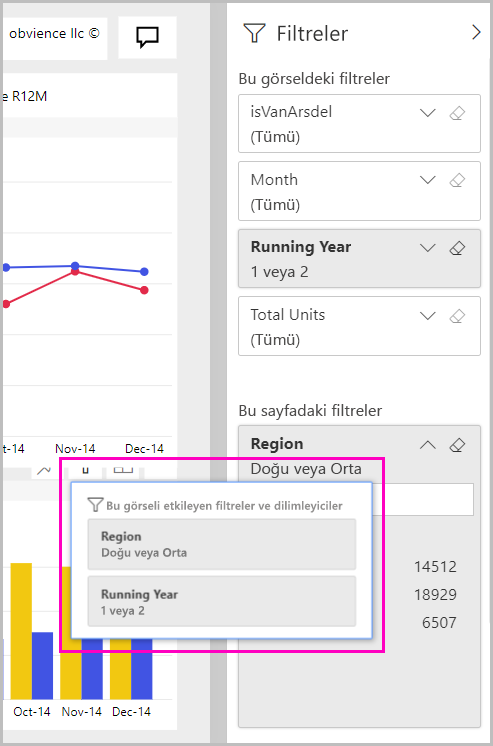 obvience llc ©
e R12M
t-14 Nov-14 Dec-14
Filtreler
Bu görseldeki filtreler
isVanArsdel
(Tümü)
Month
(Tümü)
Running Year
1 veya 2
Total Units
(Tümü)
Bu sayfadaki filtreler
Region
Doğu veya Orta
14512
18929
6507
Bu görseli etkileyen filtreler ve dilimleyiciler
Region
Doğu veya Orta
Running Year
1 veya 2
Oct-14 Nov-14 Dec-14